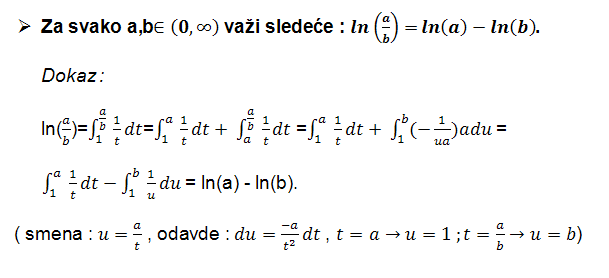 ➤ Za svako a,b∈ (0, ∞) važi sledeće : ln(a/b) = ln(a) − ln(b).
Dokaz:
ln(a/b)=∫₁^(a/b) 1/t dt=∫₁^a 1/t dt + ∫ₐ^(a/b) 1/t dt =∫₁^a 1/t dt + ∫₁^b (−1/(ua))adu =
∫₁^a 1/t dt − ∫₁^b 1/u du = ln(a) - ln(b).
( smena : u = a/t , odavde : du = −a/t² dt , t = a → u = 1 ;t = a/b → u = b)